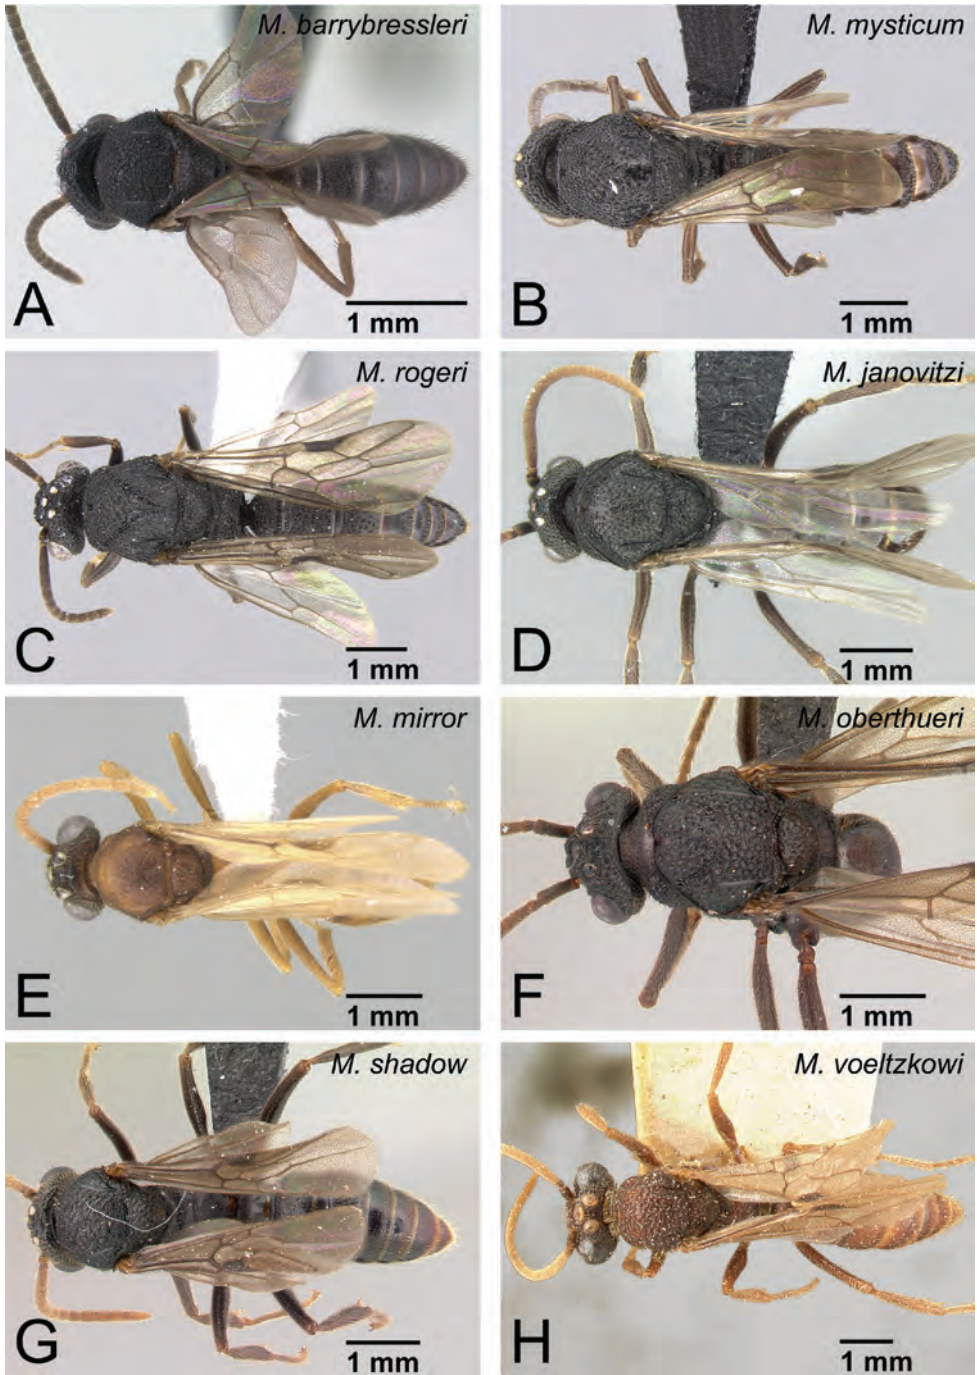 M. barrybressleri
A
1 mm
M. mysticum
B
1 mm
M. rogeri
C
1 mm
M. janovitzi
D
1 mm
M. mirror
E
1 mm
M. oberthueri
F
1 mm
M. shadow
G
1 mm
M. voeltzkowi
H
1 mm